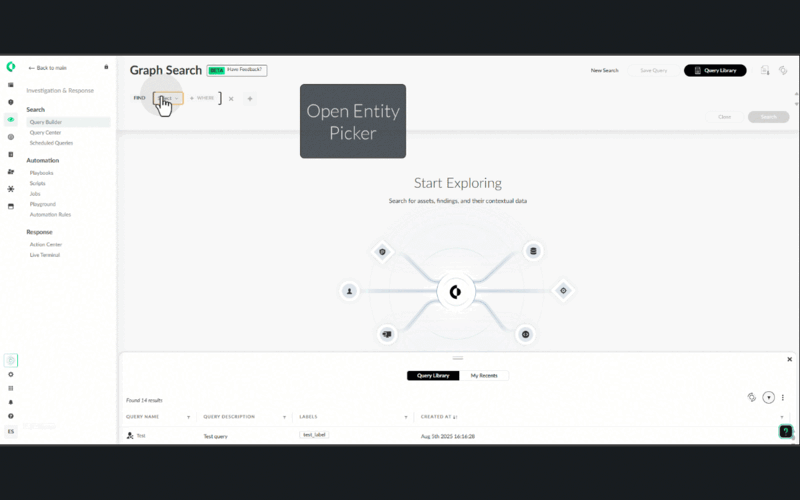 ← Back to main
Investigation & Response
Search
Query Builder
Query Center
Scheduled Queries
Automation
Playbooks
Scripts
Jobs
Playground
Automation Rules
Response
Action Center
Live Terminal
ES
Graph Search
BETA Have Feedback?
New Search
Save Query
Query Library
FIND
+ WHERE
Open Entity
Picker
Clear
Search
Start Exploring
Search for assets, findings, and their contextual data
Query Library
My Recents
Found 14 results
QUERY NAME
QUERY DESCRIPTION
LABELS
CREATED AT
Test
Test query
test_label
Aug 5th 2025 16:16:28
?